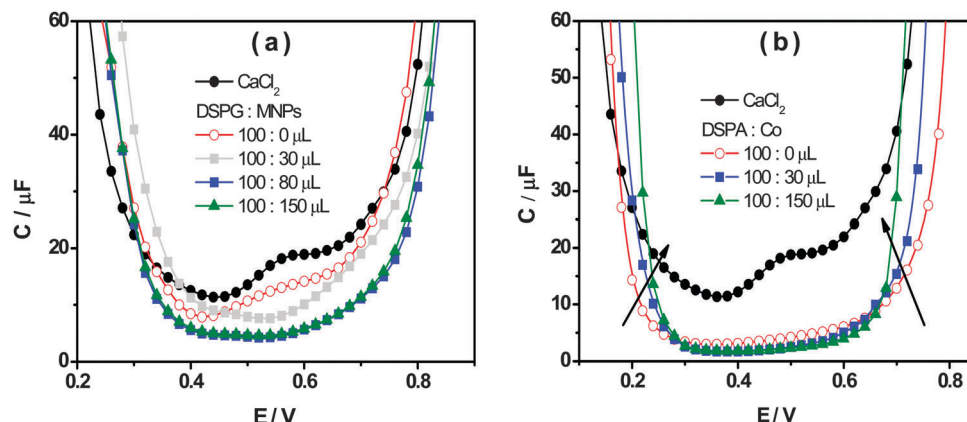 ( a )
CaCl₂
DSPG : MNPs
100 : 0 μL
100 : 30 μL
100 : 80 μL
100 : 150 μL
C / μF
60
40
20
0
0.2 0.4 0.6 0.8
E / V
( b )
CaCl₂
DSPA : Co
100 : 0 μL
100 : 30 μL
100 : 150 μL
C / μF
60
50
40
30
20
10
0
0.2 0.4 0.6 0.8
E / V